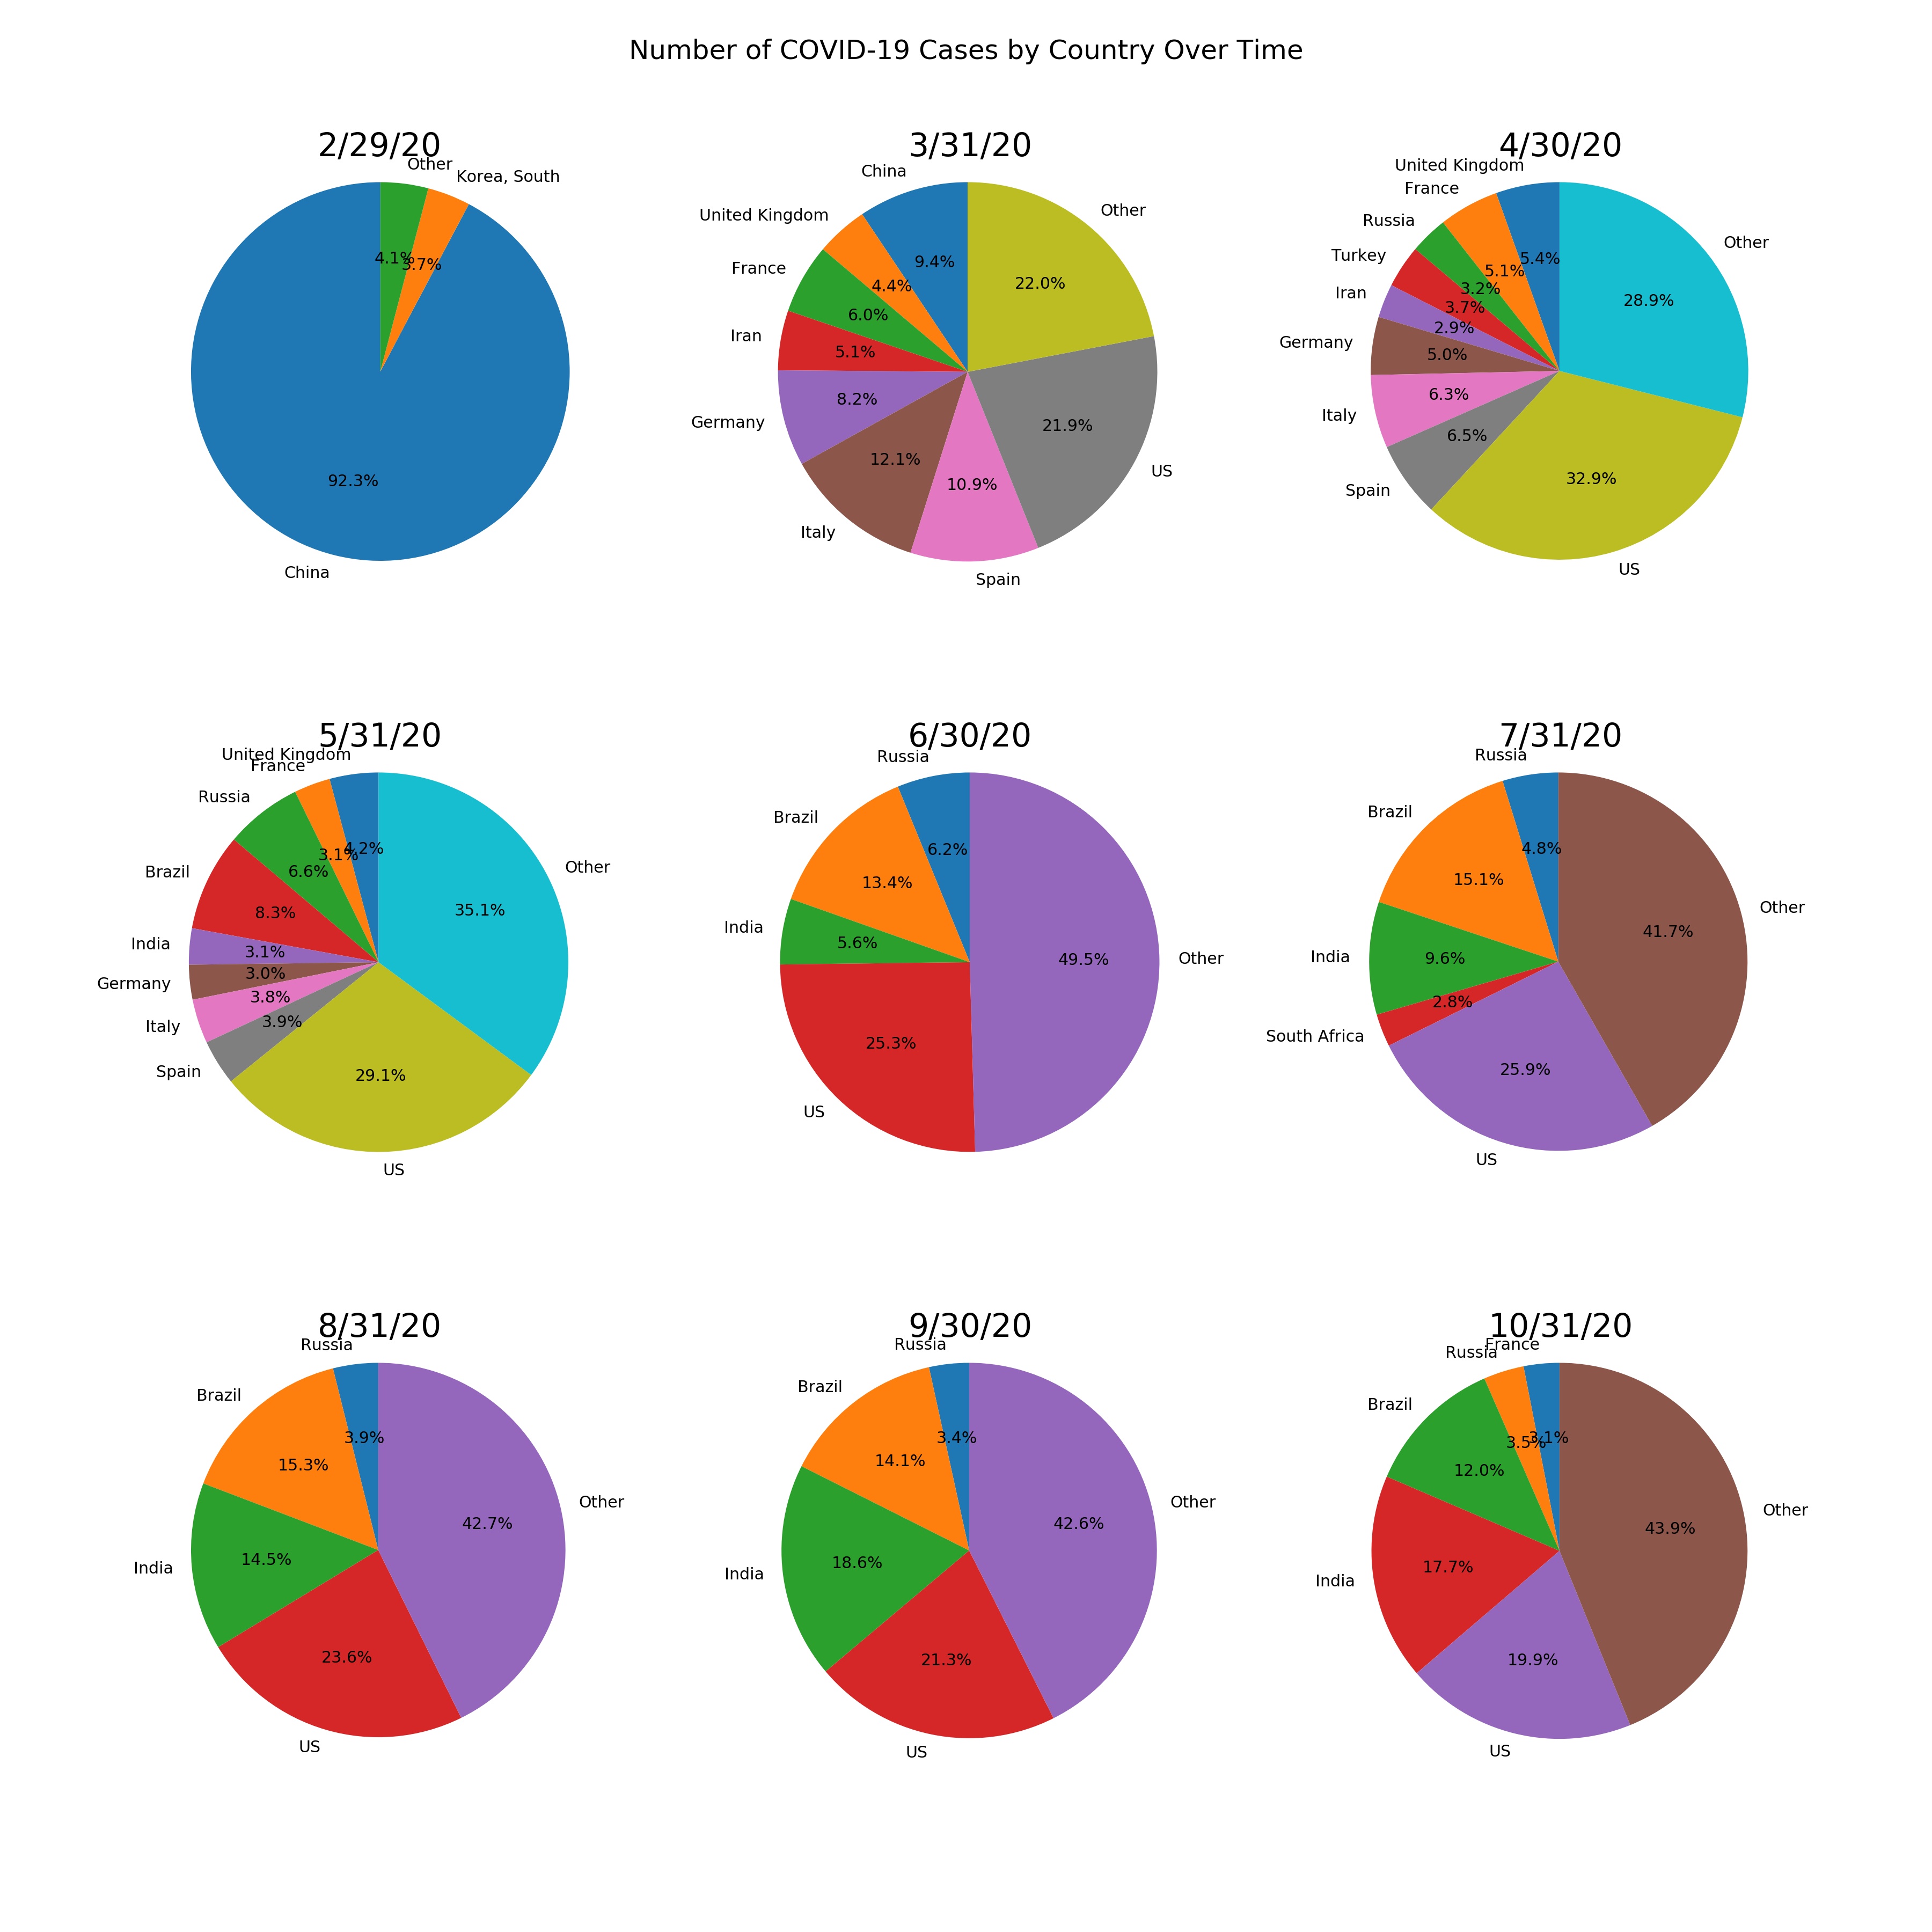 Number of COVID-19 Cases by Country Over Time
2/29/20
Other
Korea, South
4.1%
3.7%
92.3%
China
3/31/20
China
Other
United Kingdom
France
Iran
Germany
Italy
Spain
US
9.4%
4.4%
6.0%
5.1%
8.2%
12.1%
10.9%
21.9%
22.0%
4/30/20
United Kingdom
France
Russia
Turkey
Iran
Germany
Italy
Spain
US
Other
5.4%
5.1%
3.2%
3.7%
2.9%
5.0%
6.3%
6.5%
32.9%
28.9%
5/31/20
United Kingdom
France
Russia
Brazil
India
Germany
Italy
Spain
US
Other
4.2%
3.1%
6.6%
8.3%
3.1%
3.0%
3.8%
3.9%
29.1%
35.1%
6/30/20
Russia
Brazil
India
US
Other
6.2%
13.4%
5.6%
25.3%
49.5%
7/31/20
Russia
Brazil
India
South Africa
US
Other
4.8%
15.1%
9.6%
2.8%
25.9%
41.7%
8/31/20
Russia
Brazil
India
US
Other
3.9%
15.3%
14.5%
23.6%
42.7%
9/30/20
Russia
Brazil
India
US
Other
3.4%
14.1%
18.6%
21.3%
42.6%
10/31/20
France
Russia
Brazil
India
US
Other
3.1%
3.5%
12.0%
17.7%
19.9%
43.9%